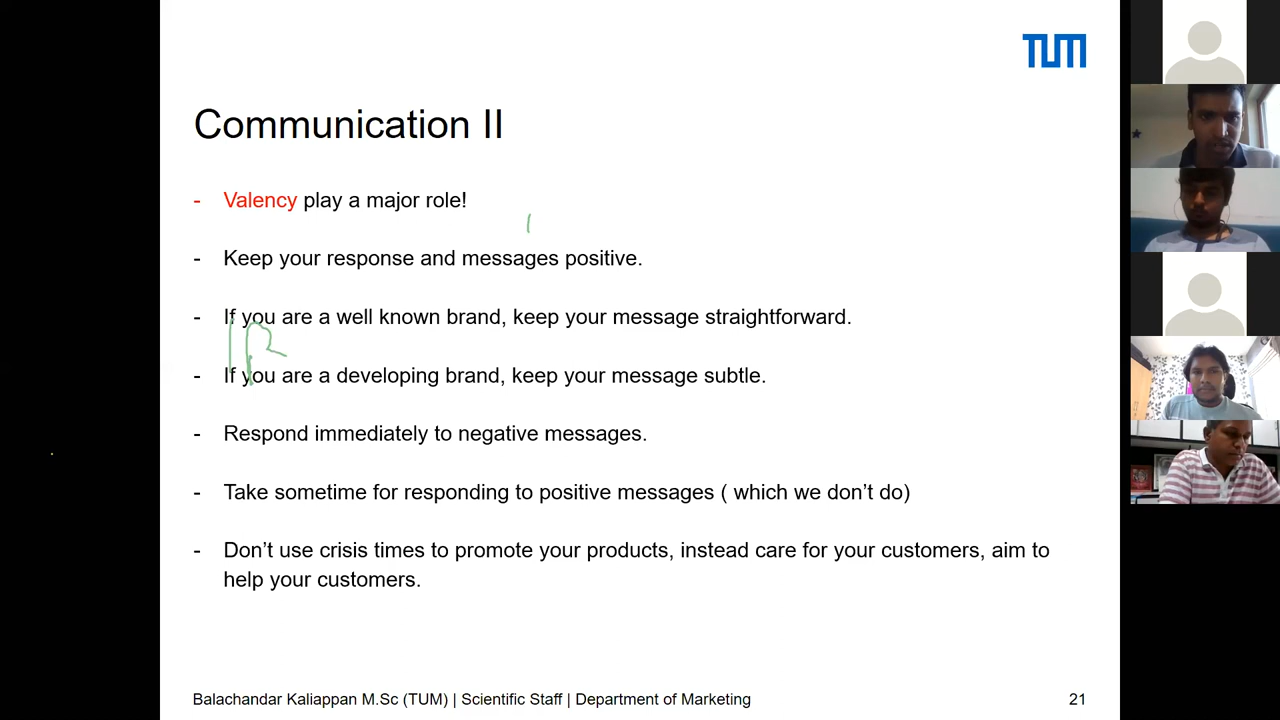 TUM
Communication II
- Valency play a major role!
- Keep your response and messages positive.
- If you are a well known brand, keep your message straightforward.
- If you are a developing brand, keep your message subtle.
- Respond immediately to negative messages.
- Take sometime for responding to positive messages ( which we don’t do)
- Don’t use crisis times to promote your products, instead care for your customers, aim to
help your customers.
Balachandar Kaliappan M.Sc (TUM) | Scientific Staff | Department of Marketing
21